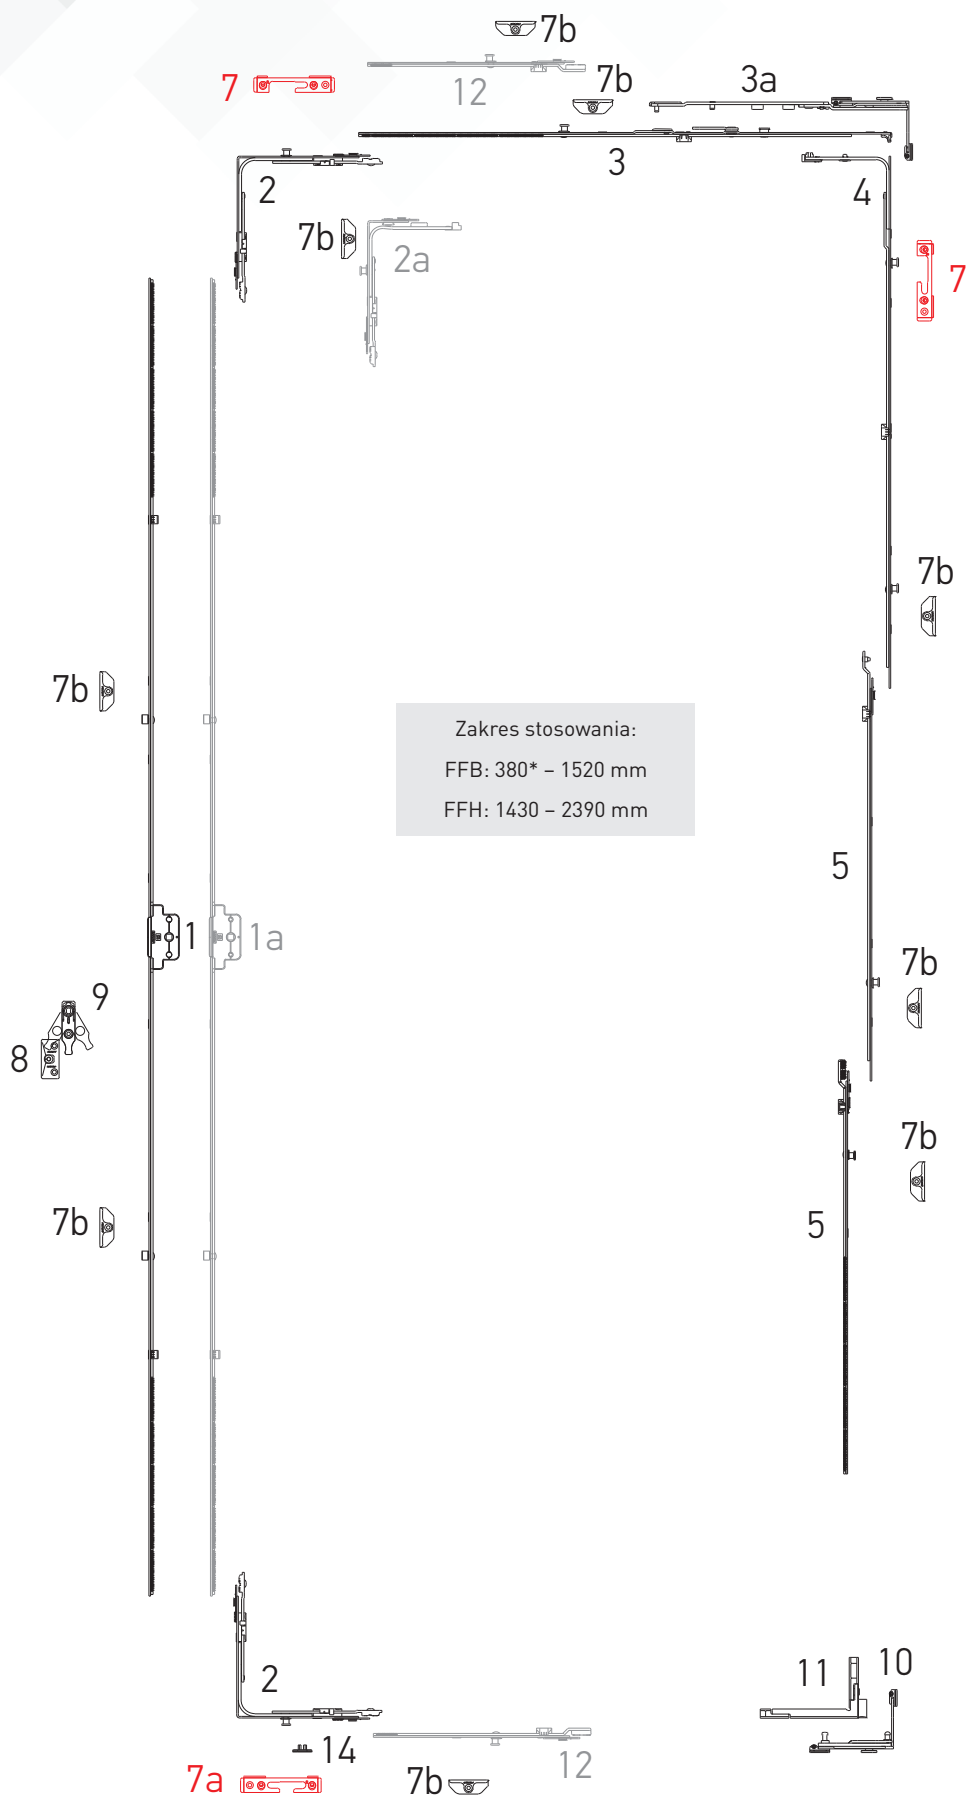 7b
7
12
7b
3a
2
3
4
7b
2a
7
7b
7b
Zakres stosowania:
FFB: 380* – 1520 mm
FFH: 1430 – 2390 mm
5
1
1a
9
7b
8
7b
7b
5
2
11
10
14
12
7a
7b